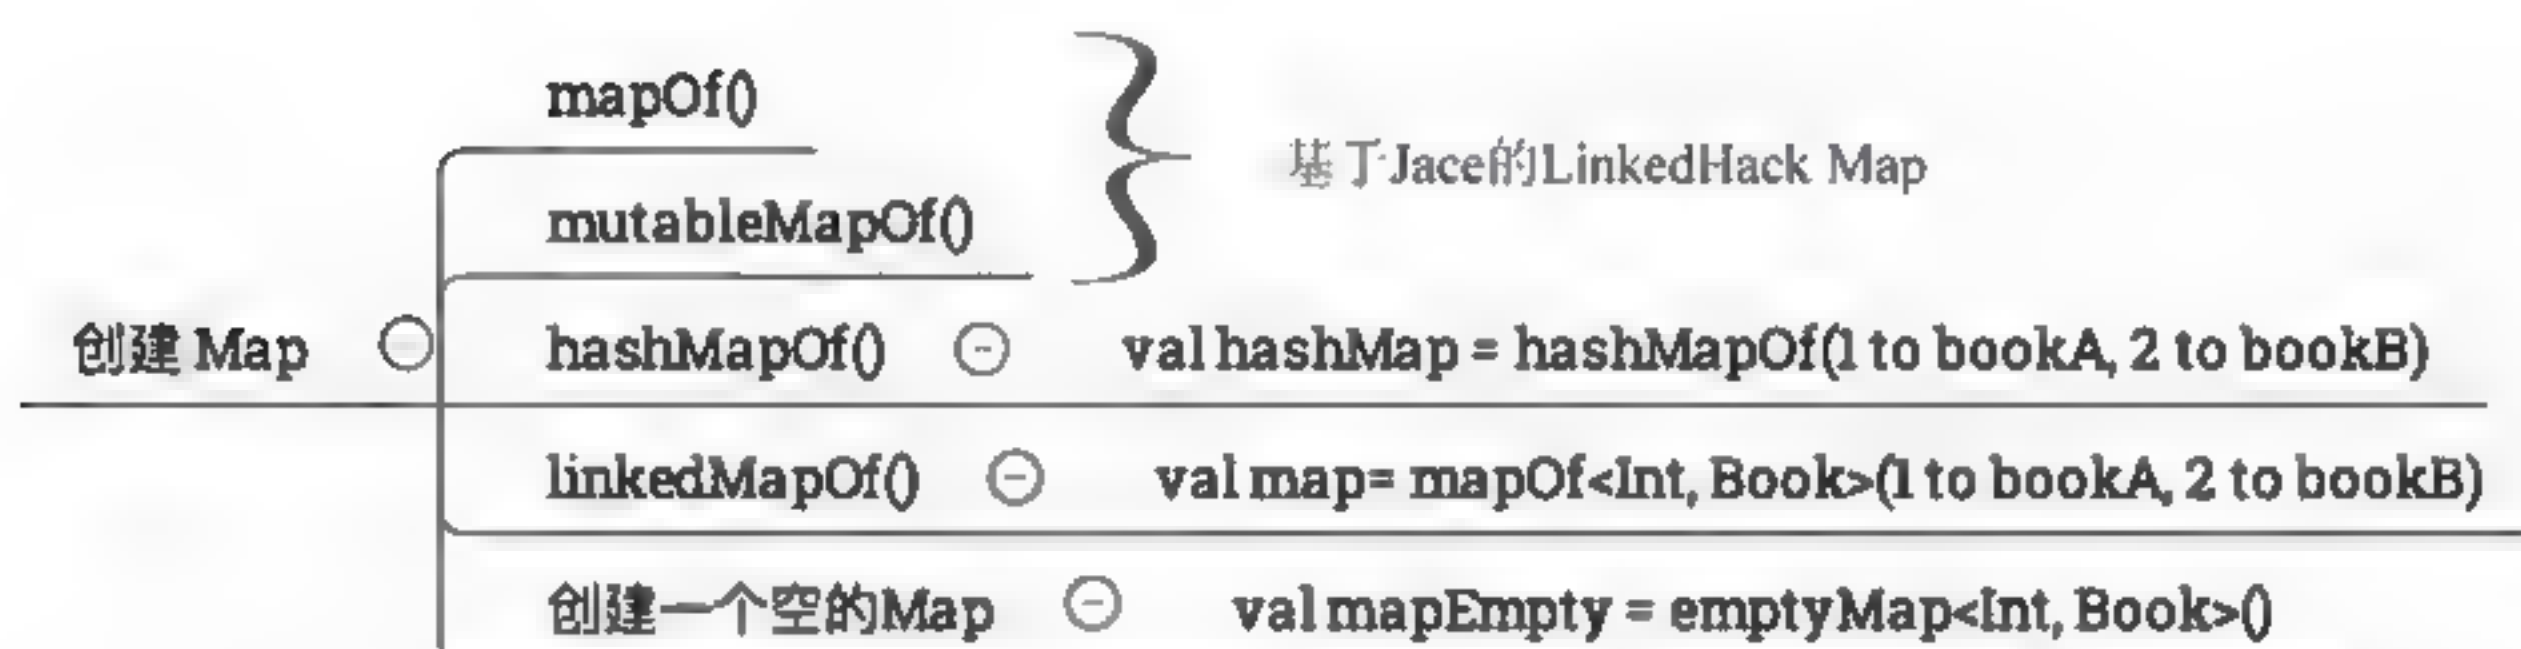 mapOf()
基于Jace的LinkedHack Map
mutableMapOf()
创建 Map
hashMapOf()
val hashMap = hashMapOf(1 to bookA, 2 to bookB)
linkedMapOf()
val map= mapOf<Int, Book>(1 to bookA, 2 to bookB)
创建一个空的Map
val mapEmpty = emptyMap<Int, Book>()